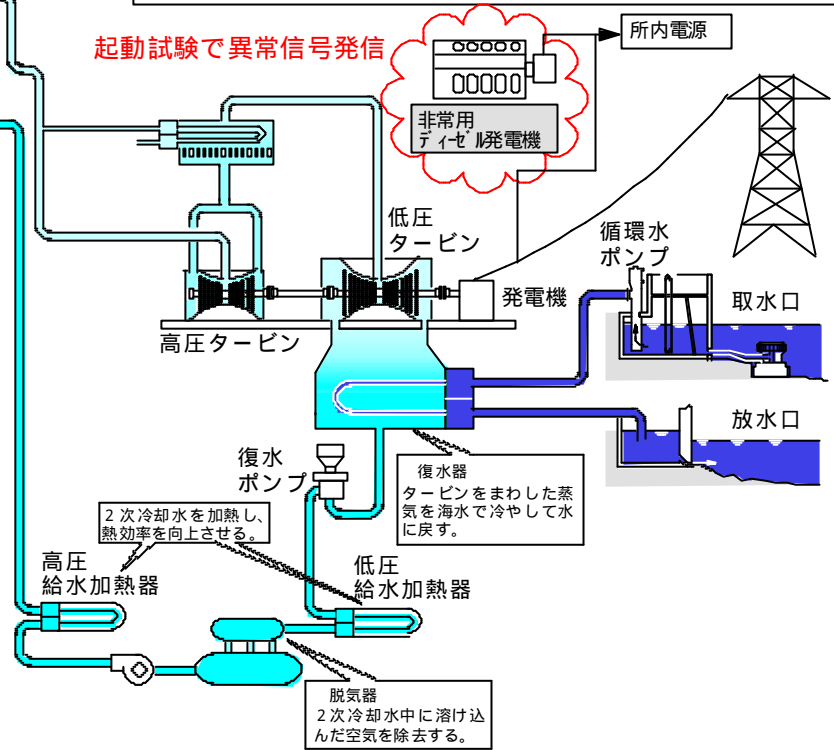 起動試験で異常信号発信
所内電源
非常用
ディーゼル発電機
低圧
タービン
循環水
ポンプ
発電機
取水口
高圧タービン
放水口
復水
ポンプ
復水器
タービンをまわした蒸
気を海水で冷やして水
に戻す。
2次冷却水を加熱し、
熱効率を向上させる。
高圧
給水加熱器
低圧
給水加熱器
脱気器
2次冷却水中に溶け込
んだ空気を除去する。